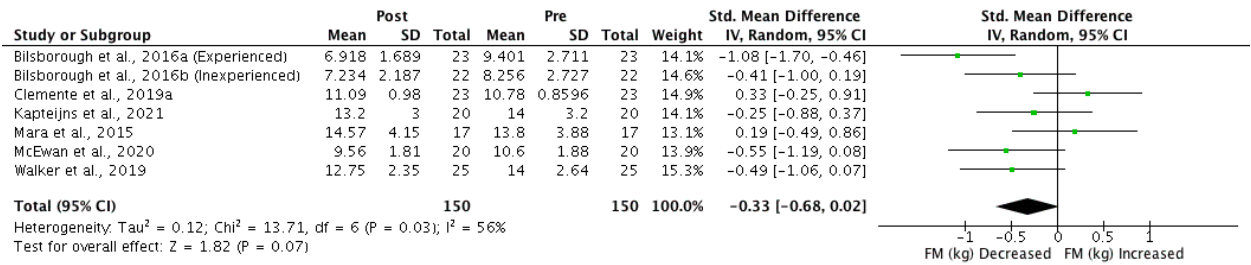 Post Pre Std. Mean Difference Std. Mean Difference
Study or Subgroup Mean SD Total Mean SD Total Weight IV, Random, 95% CI IV, Random, 95% CI
Bilsborough et al., 2016a (Experienced) 6.918 1.689 23 9.401 2.711 23 14.1% -1.08 [-1.70, -0.46]
Bilsborough et al., 2016b (Inexperienced) 7.234 2.187 22 8.256 2.727 22 14.6% -0.41 [-1.00, 0.19]
Clemente et al., 2019a 11.09 0.98 23 10.78 0.8596 23 14.9% 0.33 [-0.25, 0.91]
Kapteijns et al., 2021 13.2 3 20 14 3.2 20 14.1% -0.25 [-0.88, 0.37]
Mara et al., 2015 14.57 4.15 17 13.8 3.88 17 13.1% 0.19 [-0.49, 0.86]
McEwan et al., 2020 9.56 1.81 20 10.6 1.88 20 13.9% -0.55 [-1.19, 0.08]
Walker et al., 2019 12.75 2.35 25 14 2.64 25 15.3% -0.49 [-1.06, 0.07]
Total (95% CI) 150 150 100.0% -0.33 [-0.68, 0.02]
Heterogeneity: Tau² = 0.12; Chi² = 13.71, df = 6 (P = 0.03); I² = 56%
Test for overall effect: Z = 1.82 (P = 0.07)
-1 -0.5 0 0.5 1
FM (kg) Decreased FM (kg) Increased